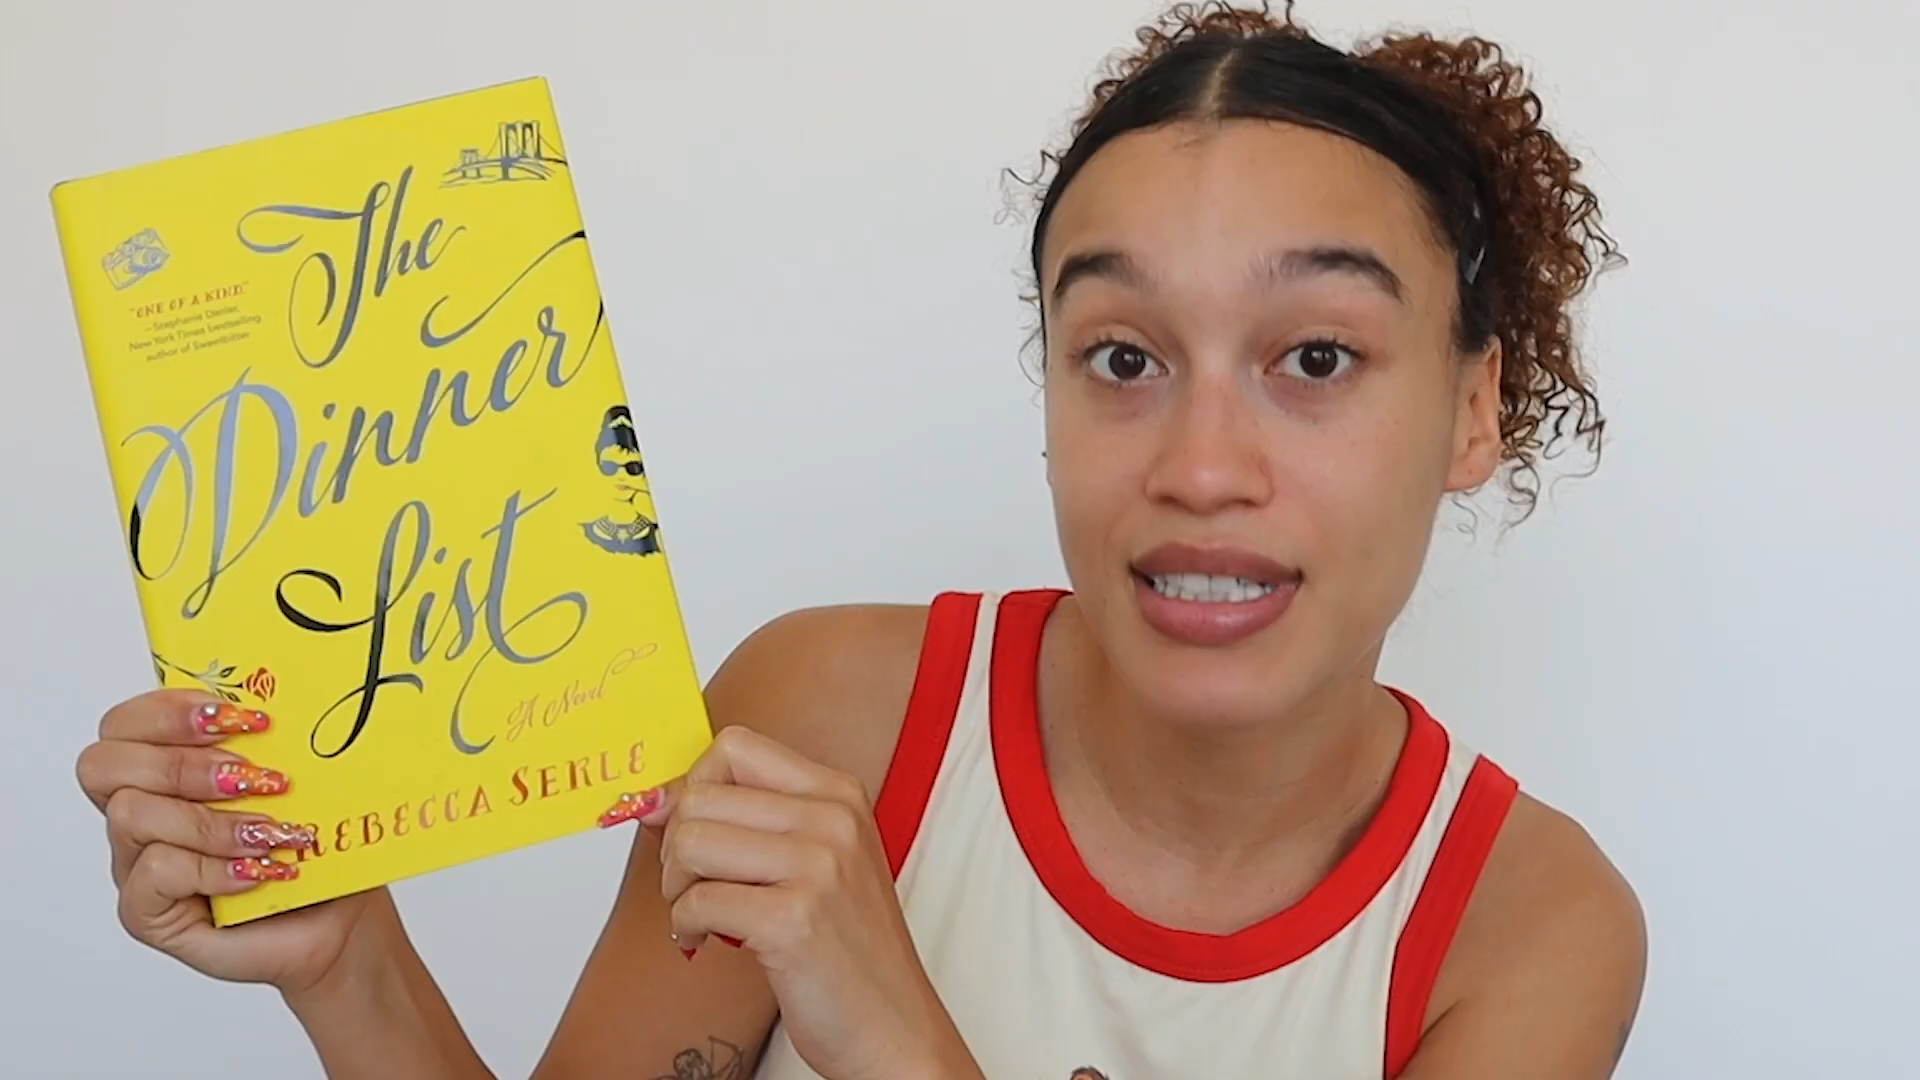 The
"ONE OF A KIND."
—Stephanie Danler,
New York Times bestselling
author of Sweetbitter
Dinner
List
A Novel
REBECCA SERLE